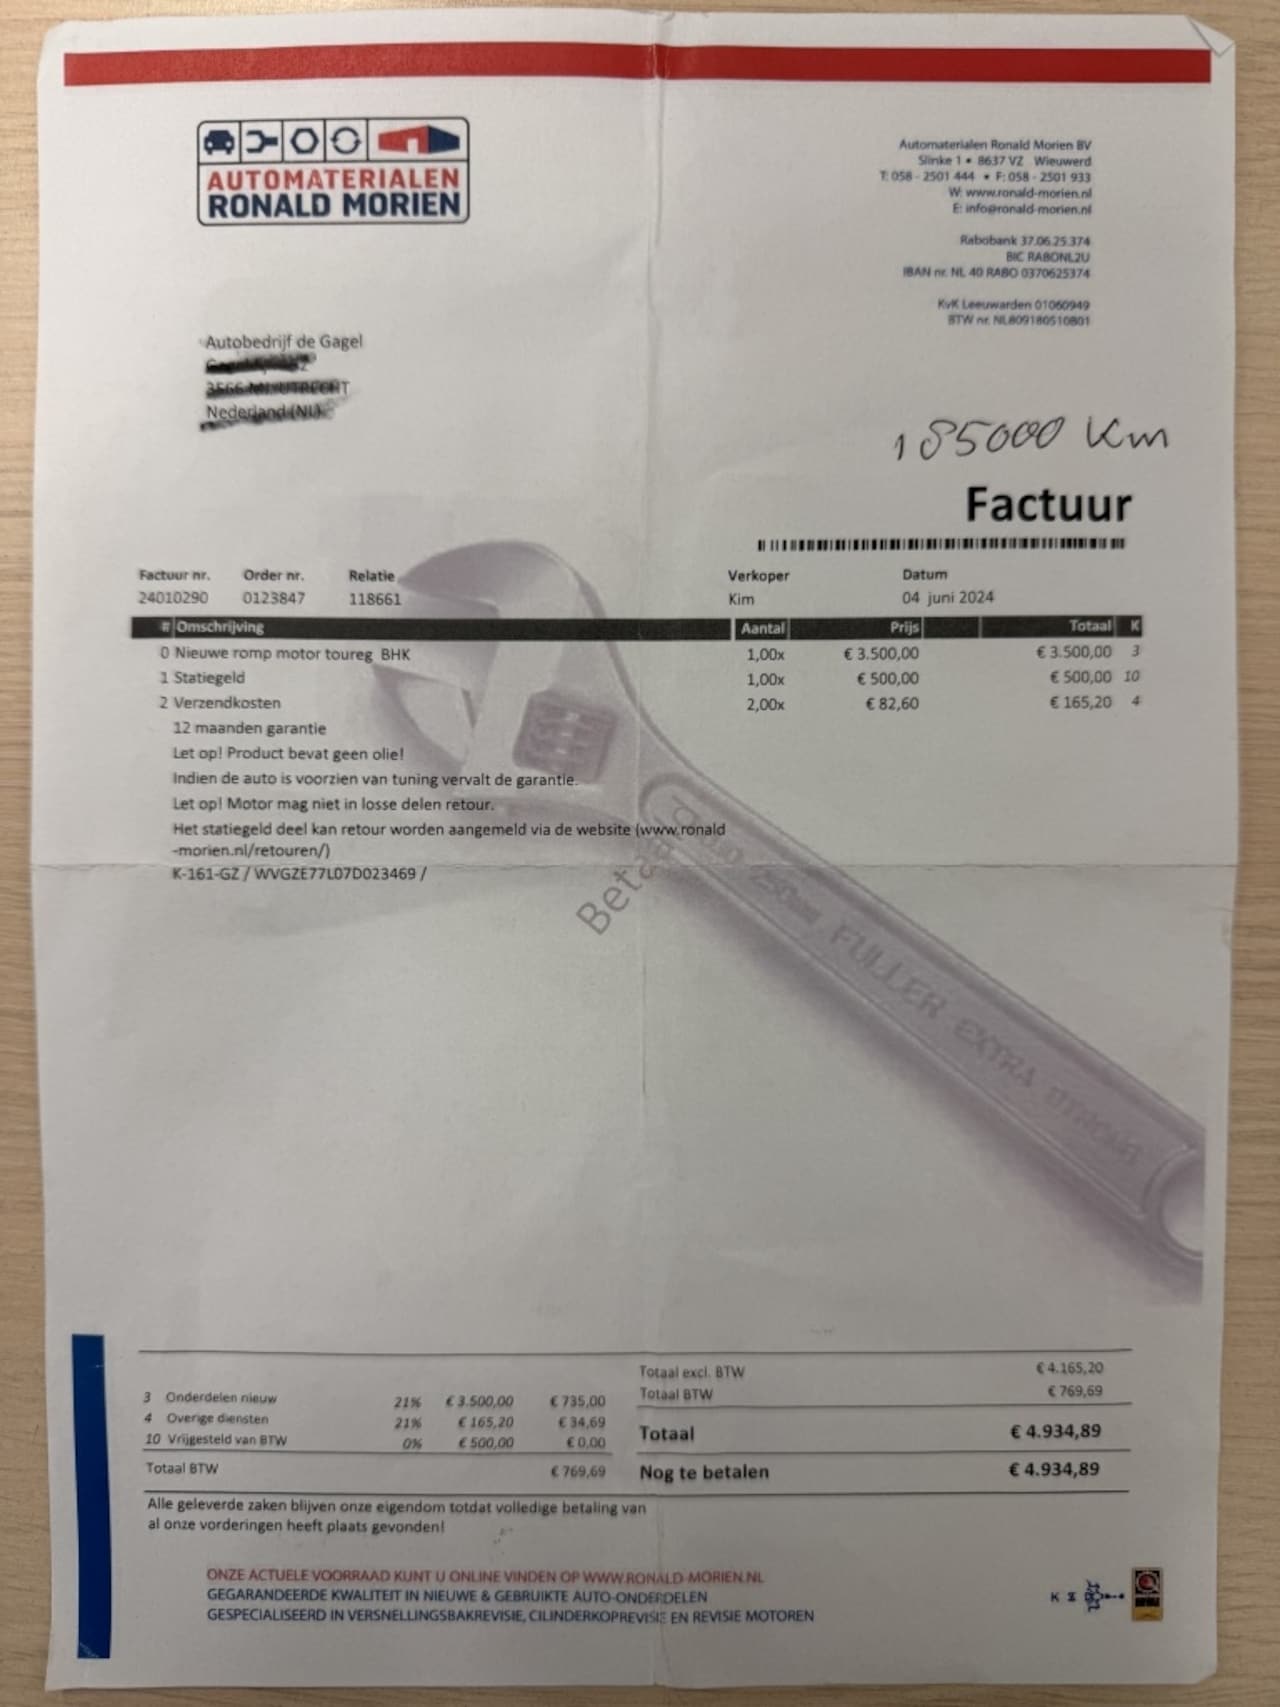 AUTOMATERIALEN
RONALD MORIEN
Automaterialen Ronald Morien BV
Slinke 1 • 8637 VZ Wieuwerd
T: 058 - 2501 444 • F: 058 - 2501 933
W: www.ronald-morien.nl
E: info@ronald-morien.nl
Rabobank 37.06.25.374
BIC RABONL2U
IBAN nr. NL 40 RABO 0370625374
KvK Leeuwarden 01060949
BTW nr. NL809180510B01
Autobedrijf de Gagel
3566 UTRECHT
Nederland (NL)
185000 Km
Factuur
Factuur nr. Order nr. Relatie Verkoper Datum
24010290 0123847 118661 Kim 04 juni 2024
# Omschrijving Aantal Prijs Totaal K
0 Nieuwe romp motor toureg BHK 1,00x € 3.500,00 € 3.500,00 3
1 Statiegeld 1,00x € 500,00 € 500,00 10
2 Verzendkosten 2,00x € 82,60 € 165,20 4
12 maanden garantie
Let op! Product bevat geen olie!
Indien de auto is voorzien van tuning vervalt de garantie.
Let op! Motor mag niet in losse delen retour.
Het statiegeld deel kan retour worden aangemeld via de website (www.ronald
-morien.nl/retouren/)
K-161-GZ / WVGZE77L07D023469 /
Betaald
250mm FULLER EXTRA
Totaal excl. BTW € 4.165,20
Totaal BTW € 769,69
Totaal € 4.934,89
Nog te betalen € 4.934,89
3 Onderdelen nieuw 21% € 3.500,00 € 735,00
4 Overige diensten 21% € 165,20 € 34,69
10 Vrijgesteld van BTW 0% € 500,00 € 0,00
Totaal BTW € 769,69
Alle geleverde zaken blijven onze eigendom totdat volledige betaling van
al onze vorderingen heeft plaats gevonden!
ONZE ACTUELE VOORRAAD KUNT U ONLINE VINDEN OP WWW.RONALD-MORIEN.NL
GEGARANDEERDE KWALITEIT IN NIEUWE & GEBRUIKTE AUTO-ONDERDELEN
GESPECIALISEERD IN VERSNELLINGSBAKREVISIE, CILINDERKOPREVISIE EN REVISIE MOTOREN